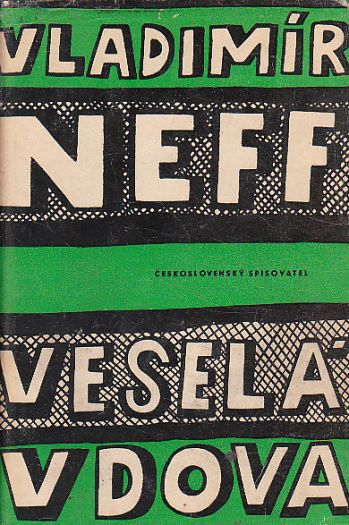 VLADIMÍR
NEFF
ČESKOSLOVENSKÝ SPISOVATEL
VESELÁ
VDOVA